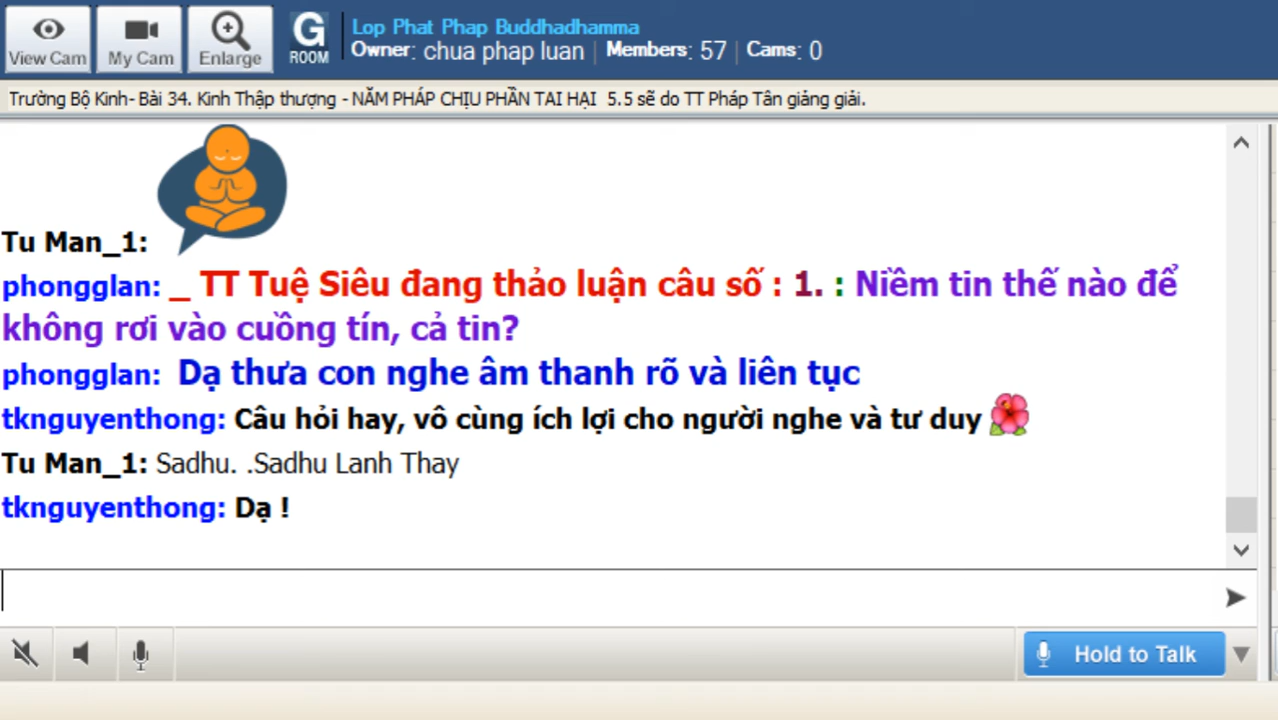 Lop Phat Phap Buddhadhamma
View Cam My Cam Enlarge G ROOM Owner: chua phap luan | Members: 57 | Cams: 0
Trường Bộ Kinh- Bài 34. Kinh Thập thượng - NĂM PHÁP CHỊU PHẦN TAI HẠI 5.5 sẽ do TT Pháp Tân giảng giải.
Tu Man_1:
phongglan: _ TT Tuệ Siêu đang thảo luận câu số : 1. : Niềm tin thế nào để
không rơi vào cuồng tín, cả tin?
phongglan: Dạ thưa con nghe âm thanh rõ và liên tục
tknguyenthong: Câu hỏi hay, vô cùng ích lợi cho người nghe và tư duy
Tu Man_1: Sadhu. .Sadhu Lanh Thay
tknguyenthong: Dạ !
Hold to Talk